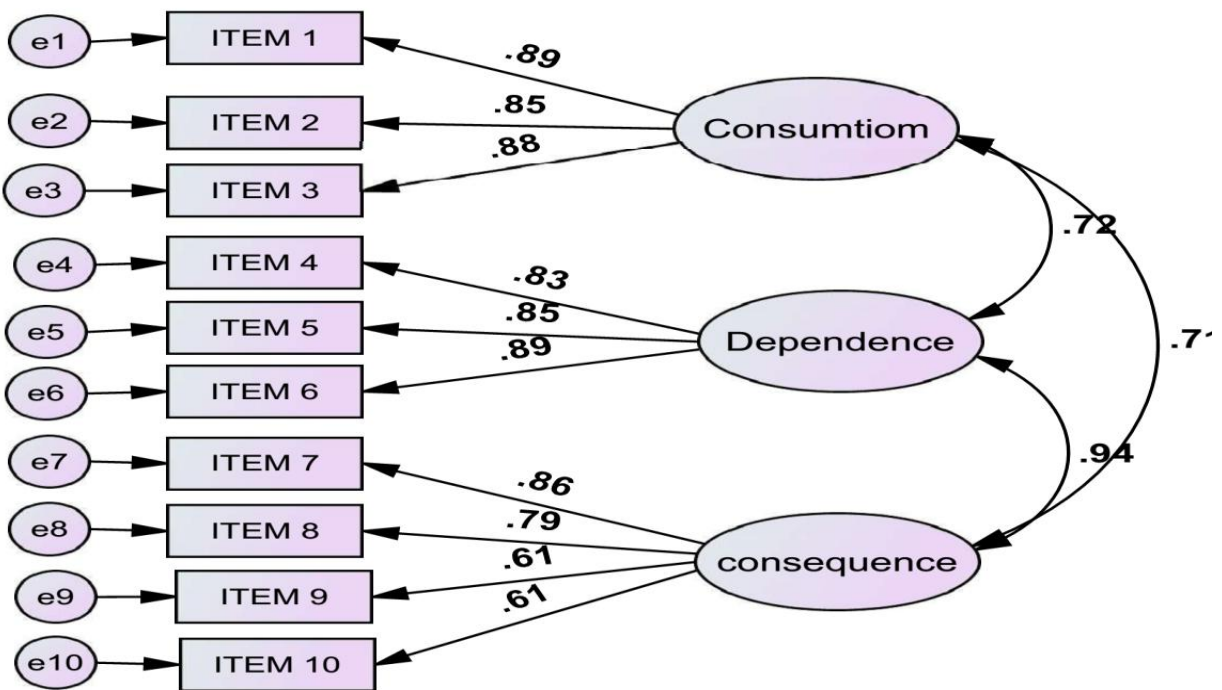 e1 ITEM 1 .89
e2 ITEM 2 .85 Consumtiom
e3 ITEM 3 .88
.72
e4 ITEM 4 .83
e5 ITEM 5 .85 Dependence .71
e6 ITEM 6 .89
e7 ITEM 7 .86 .94
e8 ITEM 8 .79
e9 ITEM 9 .61 consequence
e10 ITEM 10 .61